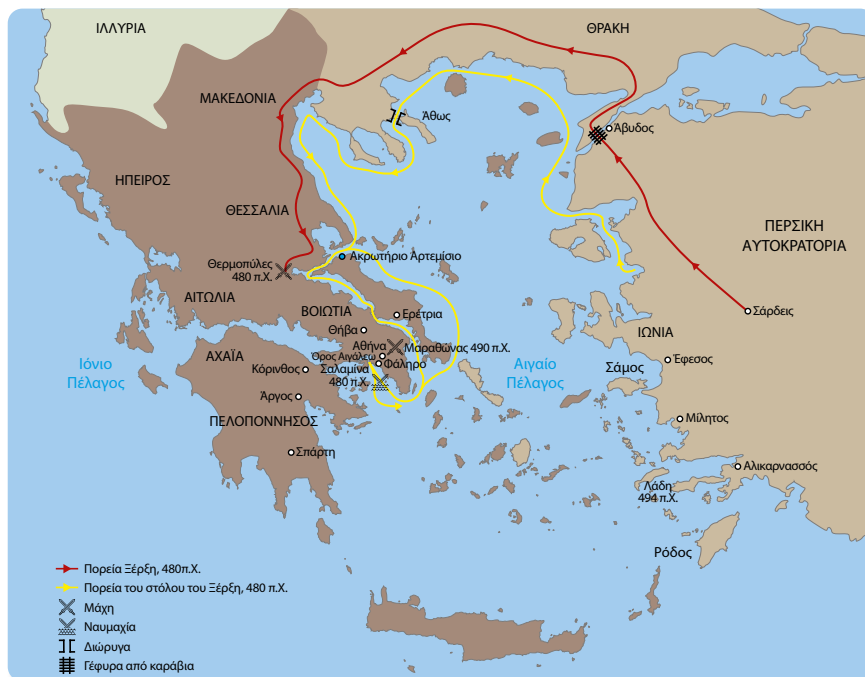 ΙΛΛΥΡΙΑ
ΘΡΑΚΗ
ΜΑΚΕΔΟΝΙΑ
Άθως
Άβυδος
ΗΠΕΙΡΟΣ
ΘΕΣΣΑΛΙΑ
ΠΕΡΣΙΚΗ
ΑΥΤΟΚΡΑΤΟΡΙΑ
Ακρωτήριο Αρτεμίσιο
Θερμοπύλες
480 π.Χ.
ΑΙΤΩΛΙΑ
ΒΟΙΩΤΙΑ
Ερέτρια
Σάρδεις
Θήβα
ΙΩΝΙΑ
Αθήνα
Μαραθώνας 490 π.Χ.
ΑΧΑΪΑ
Όρος Αιγάλεω
Φάληρο
Ιόνιο
Πέλαγος
Κόρινθος
Σαλαμίνα
480 π.Χ.
Αιγαίο
Πέλαγος
Σάμος
Έφεσος
Άργος
ΠΕΛΟΠΟΝΝΗΣΟΣ
Μίλητος
Σπάρτη
Αλικαρνασσός
Λάδη
494 π.Χ.
Ρόδος
Πορεία Ξέρξη, 480π.Χ.
Πορεία του στόλου του Ξέρξη, 480 π.Χ.
Μάχη
Ναυμαχία
Διώρυγα
Γέφυρα από καράβια